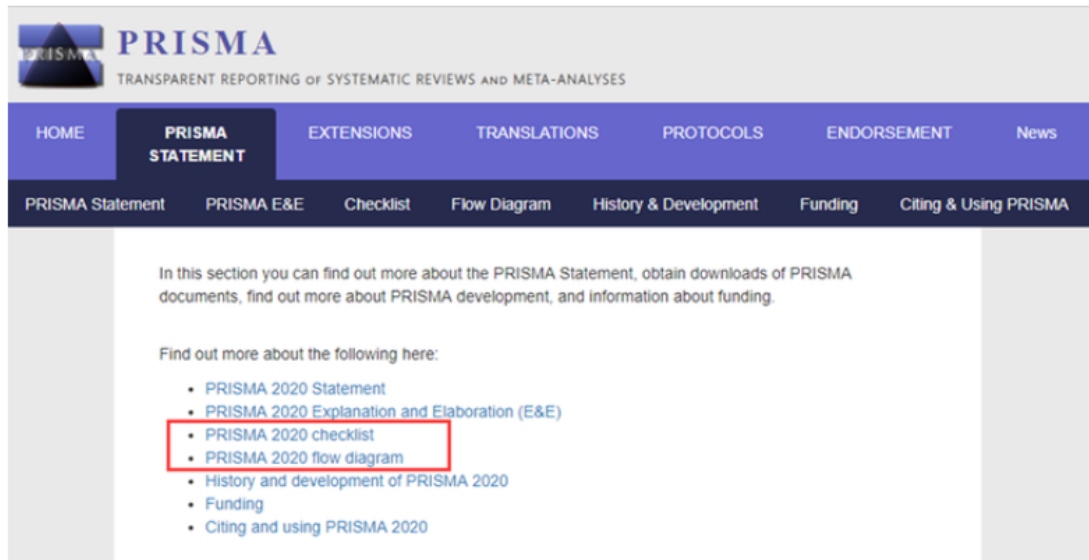 PRISMA
PRISMA
TRANSPARENT REPORTING OF SYSTEMATIC REVIEWS AND META-ANALYSES
HOME
PRISMA
STATEMENT
EXTENSIONS
TRANSLATIONS
PROTOCOLS
ENDORSEMENT
News
PRISMA Statement
PRISMA E&E
Checklist
Flow Diagram
History & Development
Funding
Citing & Using PRISMA
In this section you can find out more about the PRISMA Statement, obtain downloads of PRISMA
documents, find out more about PRISMA development, and information about funding.
Find out more about the following here:
• PRISMA 2020 Statement
• PRISMA 2020 Explanation and Elaboration (E&E)
• PRISMA 2020 checklist
• PRISMA 2020 flow diagram
• History and development of PRISMA 2020
• Funding
• Citing and using PRISMA 2020